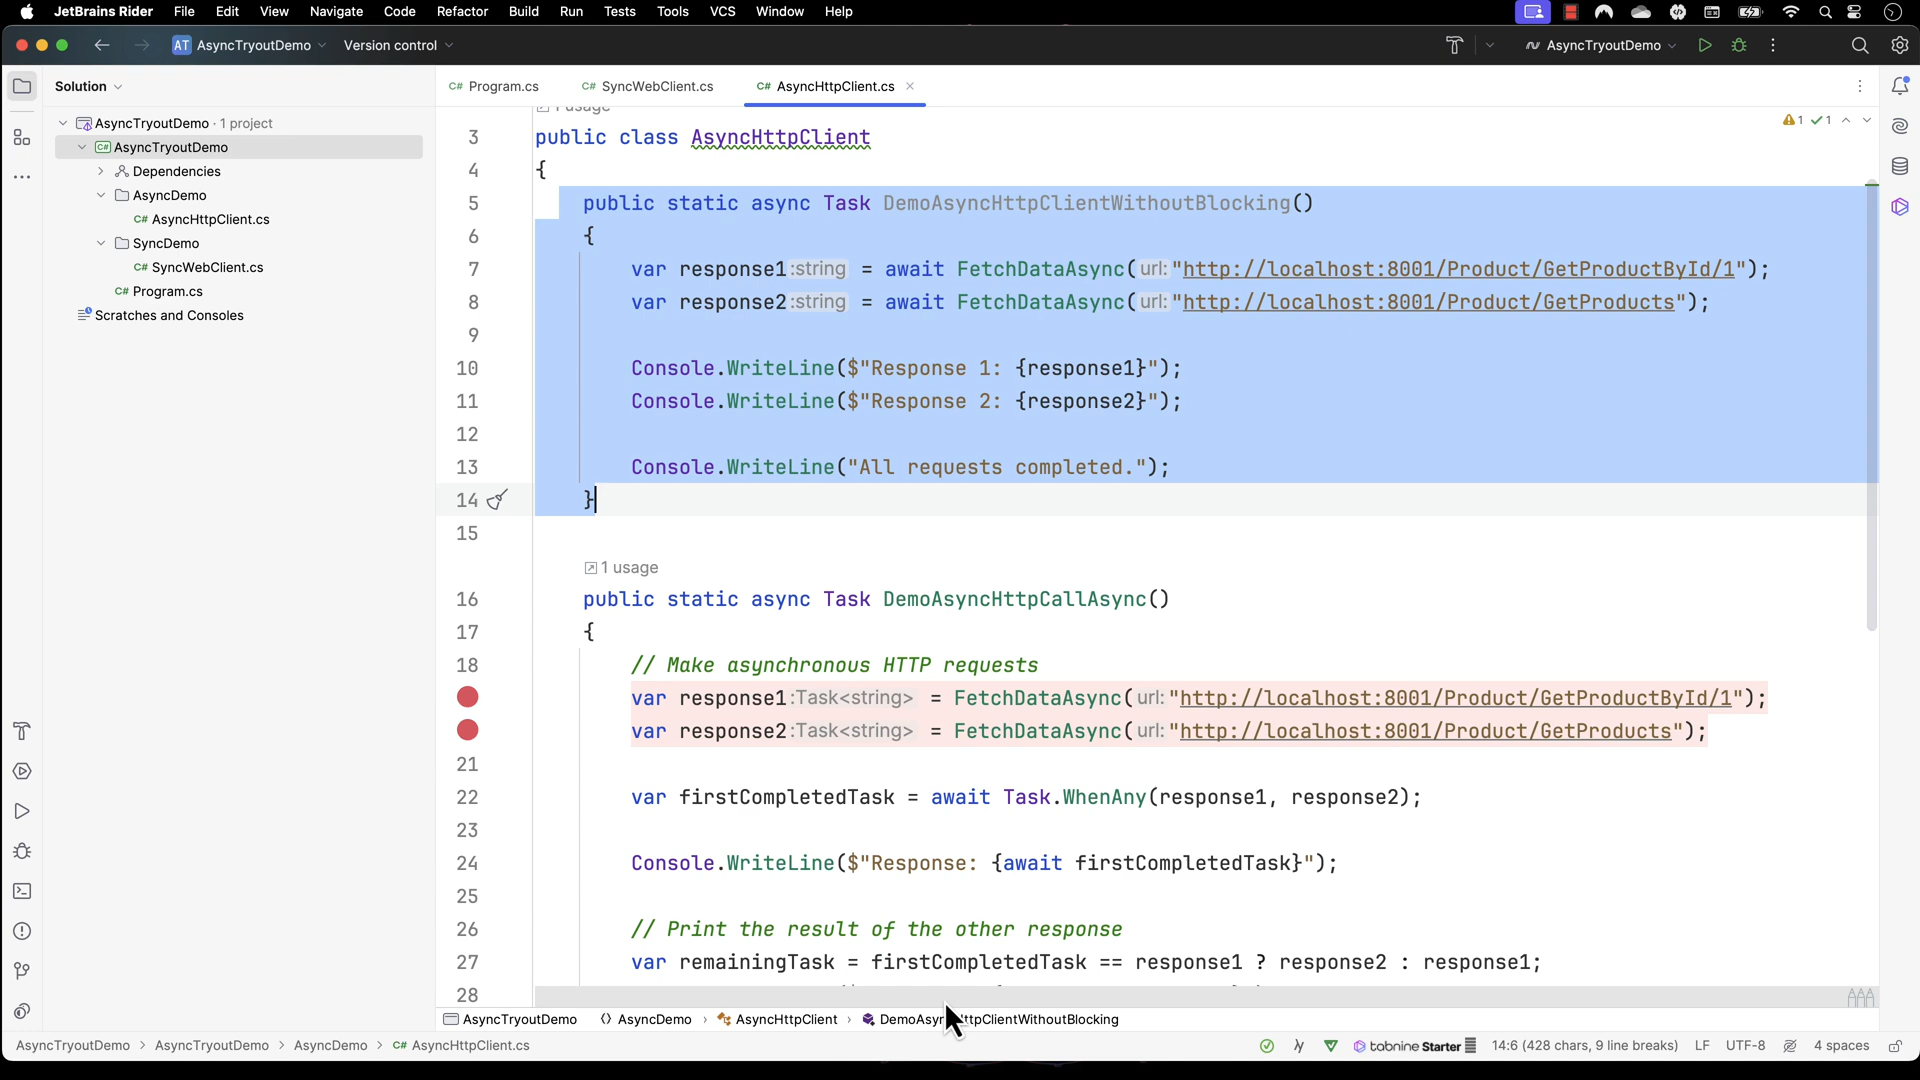 JetBrains Rider File Edit View Navigate Code Refactor Build Run Tests Tools VCS Window Help
AT AsyncTryoutDemo Version control AsyncTryoutDemo
Solution
C# Program.cs C# SyncWebClient.cs C# AsyncHttpClient.cs
AsyncTryoutDemo · 1 project
C# AsyncTryoutDemo
Dependencies
AsyncDemo
C# AsyncHttpClient.cs
SyncDemo
C# SyncWebClient.cs
C# Program.cs
Scratches and Consoles
1 usage
1 1
3 public class AsyncHttpClient
4 {
5 public static async Task DemoAsyncHttpClientWithoutBlocking()
6 {
7 var response1 :string = await FetchDataAsync( url: "http://localhost:8001/Product/GetProductById/1");
8 var response2 :string = await FetchDataAsync( url: "http://localhost:8001/Product/GetProducts");
9
10 Console.WriteLine($"Response 1: {response1}");
11 Console.WriteLine($"Response 2: {response2}");
12
13 Console.WriteLine("All requests completed.");
14 }
15
1 usage
16 public static async Task DemoAsyncHttpCallAsync()
17 {
18 // Make asynchronous HTTP requests
var response1 :Task<string> = FetchDataAsync( url: "http://localhost:8001/Product/GetProductById/1");
var response2 :Task<string> = FetchDataAsync( url: "http://localhost:8001/Product/GetProducts");
21
22 var firstCompletedTask = await Task.WhenAny(response1, response2);
23
24 Console.WriteLine($"Response: {await firstCompletedTask}");
25
26 // Print the result of the other response
27 var remainingTask = firstCompletedTask == response1 ? response2 : response1;
28
AsyncTryoutDemo AsyncDemo › AsyncHttpClient › DemoAsyncHttpClientWithoutBlocking
AsyncTryoutDemo › AsyncTryoutDemo › AsyncDemo › C# AsyncHttpClient.cs tabnine Starter 14:6 (428 chars, 9 line breaks) LF UTF-8 4 spaces